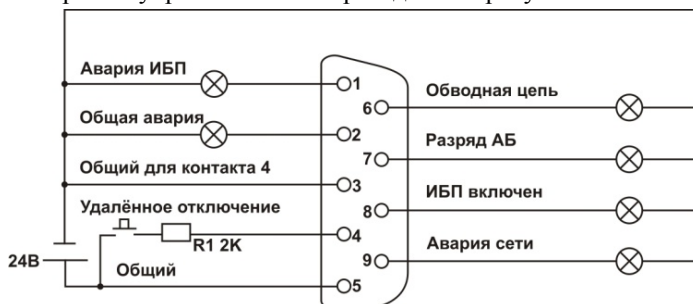 Авария ИБП
Общая авария
Общий для контакта 4
Удалённое отключение
R1 2K
24В
Общий
1
2
3
4
5
6
7
8
9
Обводная цепь
Разряд АБ
ИБП включен
Авария сети